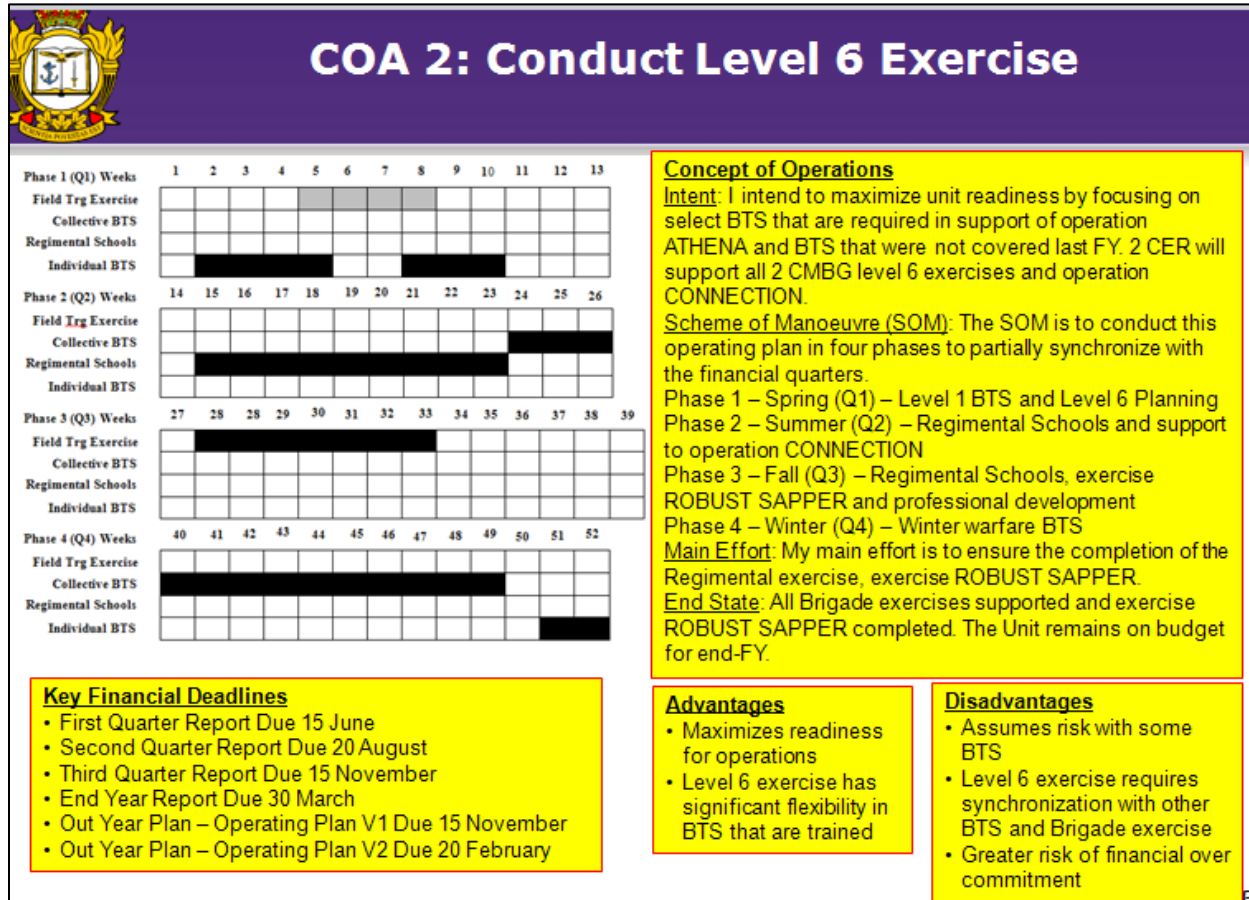 COA 2: Conduct Level 6 Exercise
Phase 1 (Q1) Weeks 1 2 3 4 5 6 7 8 9 10 11 12 13
Field Trg Exercise
Collective BTS
Regimental Schools
Individual BTS
Phase 2 (Q2) Weeks 14 15 16 17 18 19 20 21 22 23 24 25 26
Field Trg Exercise
Collective BTS
Regimental Schools
Individual BTS
Phase 3 (Q3) Weeks 27 28 28 29 30 31 32 33 34 35 36 37 38 39
Field Trg Exercise
Collective BTS
Regimental Schools
Individual BTS
Phase 4 (Q4) Weeks 40 41 42 43 44 45 46 47 48 49 50 51 52
Field Trg Exercise
Collective BTS
Regimental Schools
Individual BTS
Concept of Operations
Intent: I intend to maximize unit readiness by focusing on
select BTS that are required in support of operation
ATHENA and BTS that were not covered last FY. 2 CER will
support all 2 CMBG level 6 exercises and operation
CONNECTION.
Scheme of Manoeuvre (SOM): The SOM is to conduct this
operating plan in four phases to partially synchronize with
the financial quarters.
Phase 1 – Spring (Q1) – Level 1 BTS and Level 6 Planning
Phase 2 – Summer (Q2) – Regimental Schools and support
to operation CONNECTION
Phase 3 – Fall (Q3) – Regimental Schools, exercise
ROBUST SAPPER and professional development
Phase 4 – Winter (Q4) – Winter warfare BTS
Main Effort: My main effort is to ensure the completion of the
Regimental exercise, exercise ROBUST SAPPER.
End State: All Brigade exercises supported and exercise
ROBUST SAPPER completed. The Unit remains on budget
for end-FY.
Key Financial Deadlines
• First Quarter Report Due 15 June
• Second Quarter Report Due 20 August
• Third Quarter Report Due 15 November
• End Year Report Due 30 March
• Out Year Plan – Operating Plan V1 Due 15 November
• Out Year Plan – Operating Plan V2 Due 20 February
Advantages
• Maximizes readiness
for operations
• Level 6 exercise has
significant flexibility in
BTS that are trained
Disadvantages
• Assumes risk with some
BTS
• Level 6 exercise requires
synchronization with other
BTS and Brigade exercise
• Greater risk of financial over
commitment